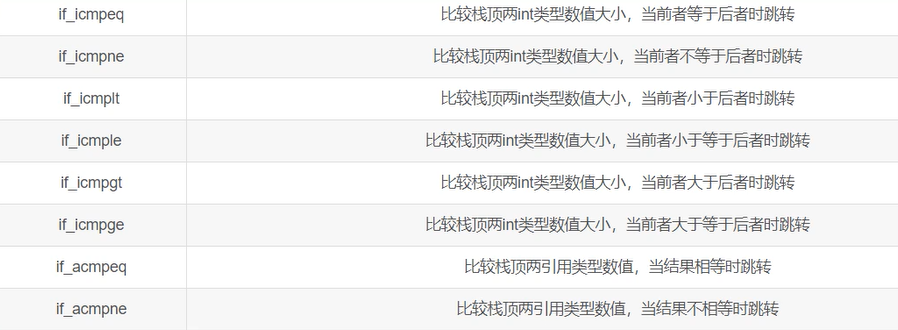 if_icmpeq 比较栈顶两int类型数值大小，当前者等于后者时跳转
if_icmpne 比较栈顶两int类型数值大小，当前者不等于后者时跳转
if_icmplt 比较栈顶两int类型数值大小，当前者小于后者时跳转
if_icmple 比较栈顶两int类型数值大小，当前者小于等于后者时跳转
if_icmpgt 比较栈顶两int类型数值大小，当前者大于后者时跳转
if_icmpge 比较栈顶两int类型数值大小，当前者大于等于后者时跳转
if_acmpeq 比较栈顶两引用类型数值，当结果相等时跳转
if_acmpne 比较栈顶两引用类型数值，当结果不相等时跳转